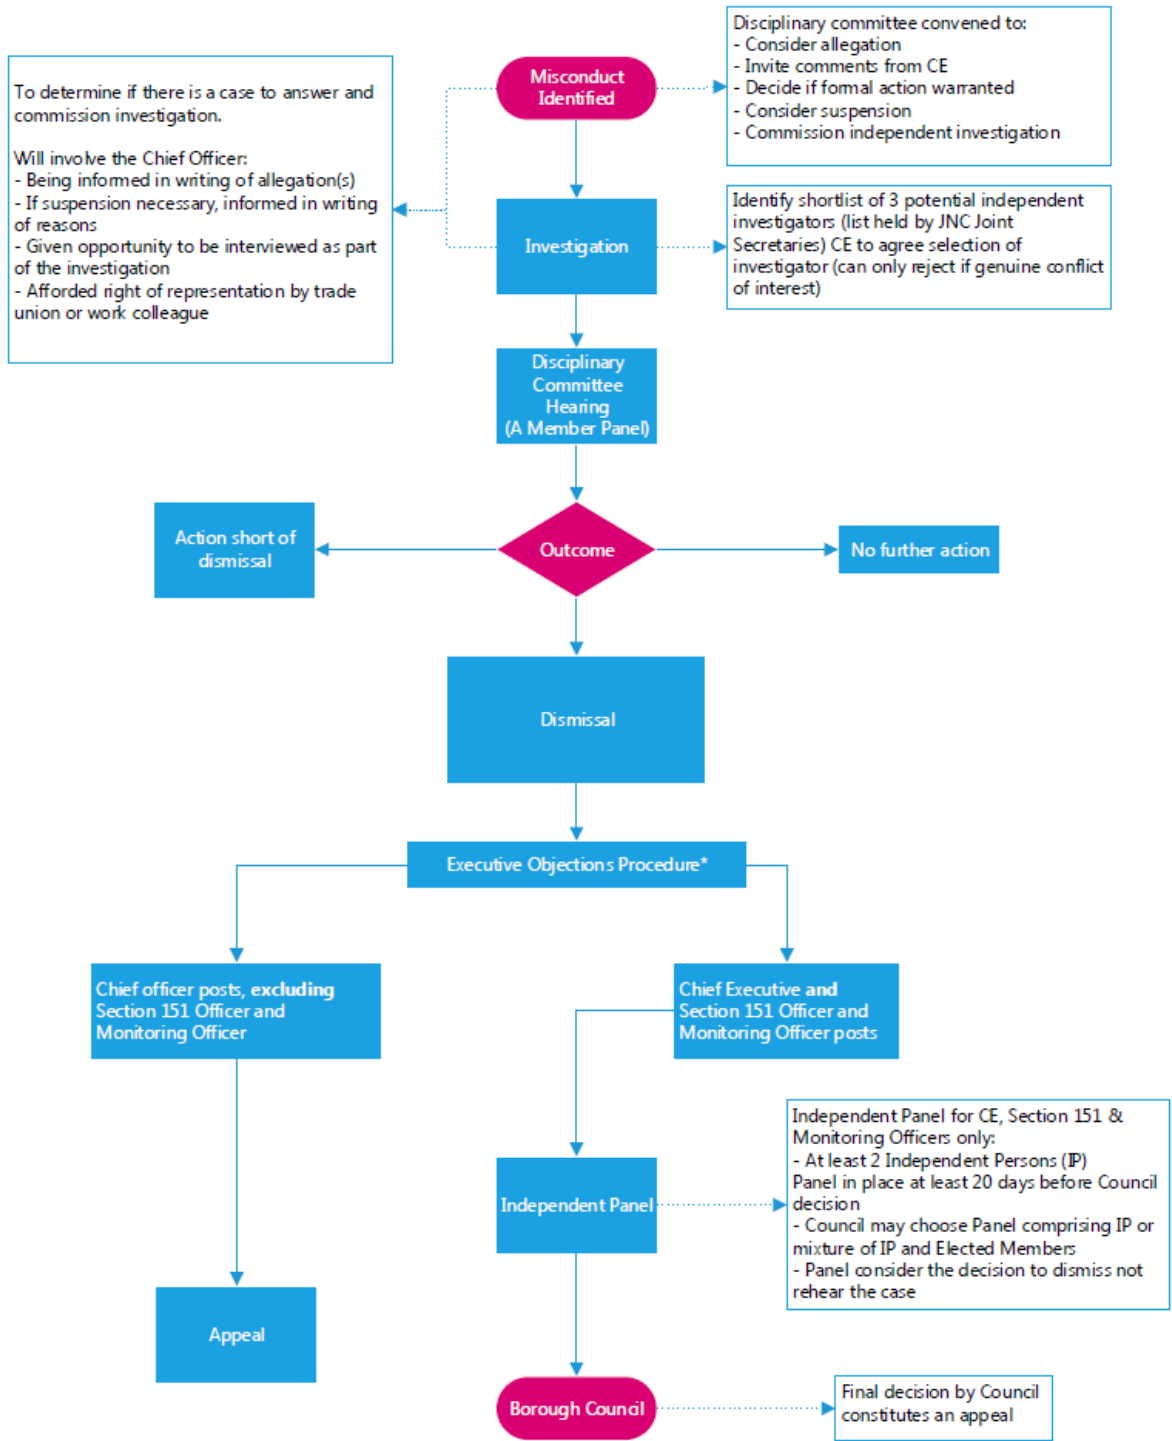 Misconduct
Identified
Disciplinary committee convened to:
- Consider allegation
- Invite comments from CE
- Decide if formal action warranted
- Consider suspension
- Commission independent investigation
To determine if there is a case to answer and
commission investigation.
Will involve the Chief Officer:
- Being informed in writing of allegation(s)
- If suspension necessary, informed in writing
of reasons
- Given opportunity to be interviewed as part
of the investigation
- Afforded right of representation by trade
union or work colleague
Investigation
Identify shortlist of 3 potential independent
investigators (list held by JNC Joint
Secretaries) CE to agree selection of
investigator (can only reject if genuine conflict
of interest)
Disciplinary
Committee
Hearing
(A Member Panel)
Action short of
dismissal
Outcome
No further action
Dismissal
Executive Objections Procedure*
Chief officer posts, excluding
Section 151 Officer and
Monitoring Officer
Chief Executive and
Section 151 Officer and
Monitoring Officer posts
Independent Panel
Independent Panel for CE, Section 151 &
Monitoring Officers only:
- At least 2 Independent Persons (IP)
Panel in place at least 20 days before Council
decision
- Council may choose Panel comprising IP or
mixture of IP and Elected Members
- Panel consider the decision to dismiss not
rehear the case
Appeal
Borough Council
Final decision by Council
constitutes an appeal